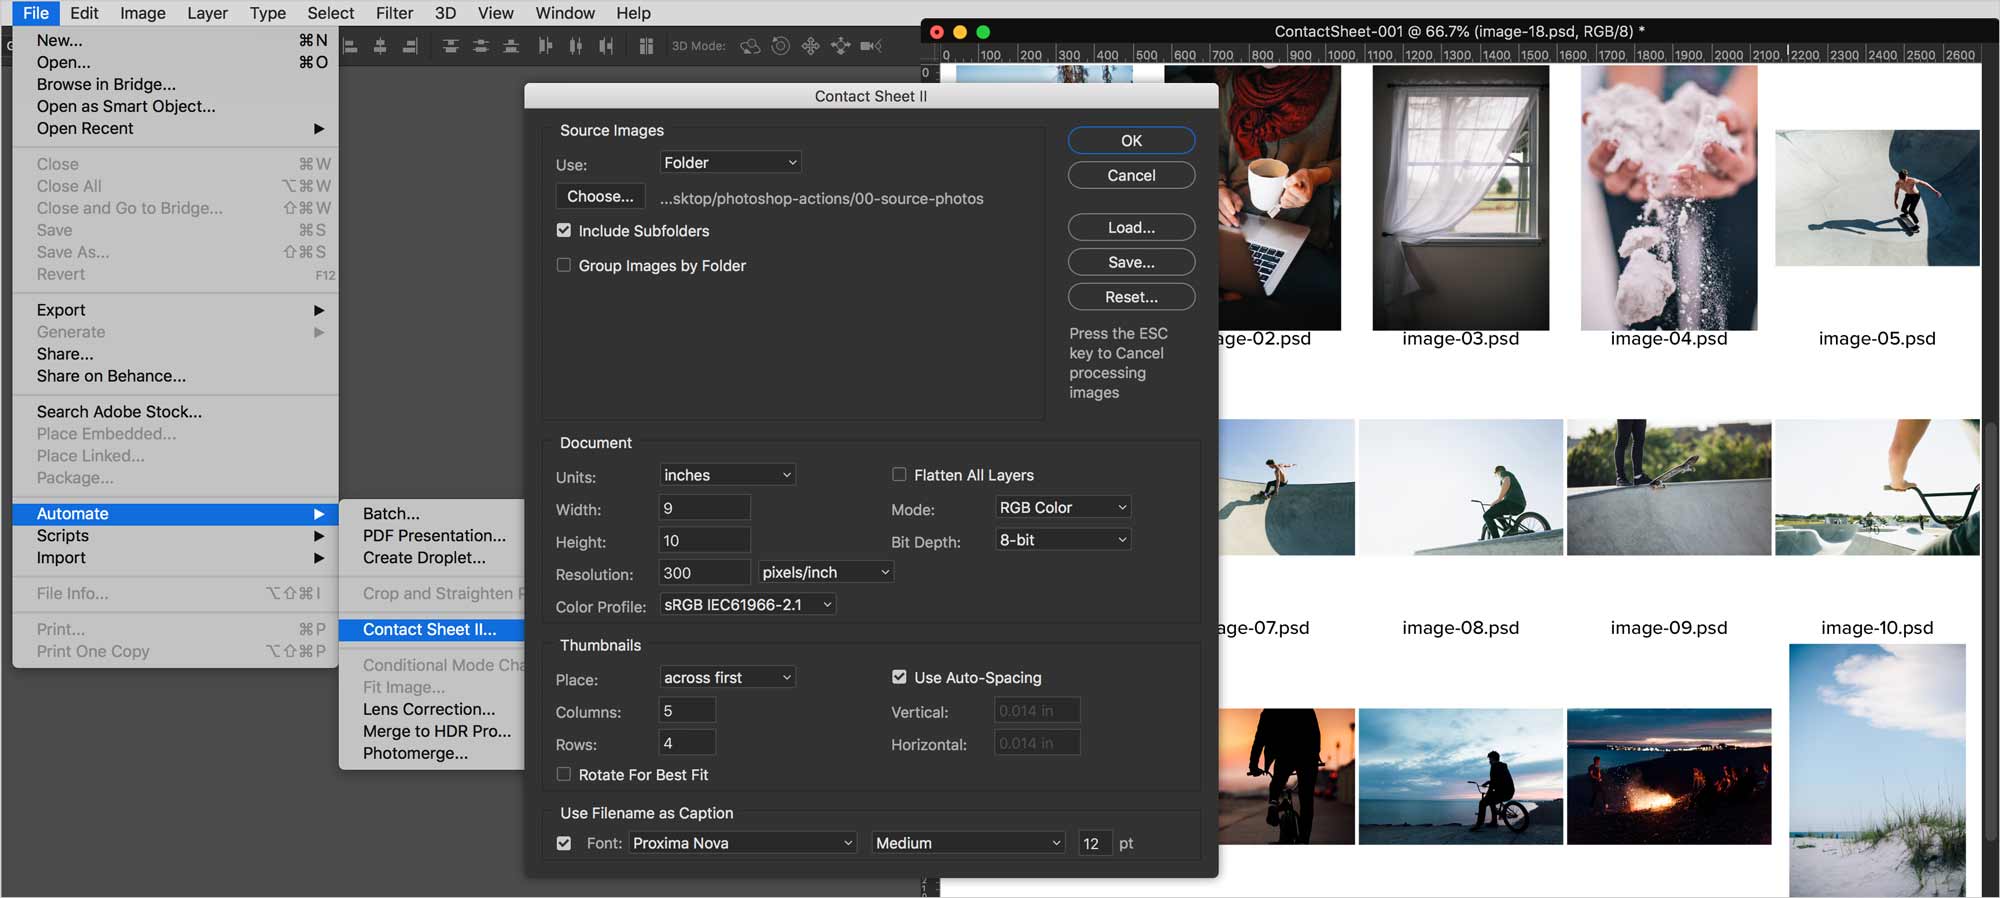 File Edit Image Layer Type Select Filter 3D View Window Help
New... ⌘N
Open... ⌘O
Browse in Bridge...
Open as Smart Object...
Open Recent
Close ⌘W
Close All ⌥⌘W
Close and Go to Bridge... ⇧⌘W
Save ⌘S
Save As... ⇧⌘S
Revert F12
Export
Generate
Share...
Share on Behance...
Search Adobe Stock...
Place Embedded...
Place Linked...
Package...
Automate
Scripts
Import
File Info... ⌥⇧⌘I
Print... ⌘P
Print One Copy ⌥⇧⌘P
Batch...
PDF Presentation...
Create Droplet...
Crop and Straighten
Contact Sheet II...
Conditional Mode Cha
Fit Image...
Lens Correction...
Merge to HDR Pro...
Photomerge...
3D Mode:
Contact Sheet II
Source Images
Use: Folder
Choose... ...sktop/photoshop-actions/00-source-photos
Include Subfolders
Group Images by Folder
OK
Cancel
Load...
Save...
Reset...
Press the ESC
key to Cancel
processing
images
Document
Units: inches
Width: 9
Height: 10
Resolution: 300 pixels/inch
Color Profile: sRGB IEC61966-2.1
Flatten All Layers
Mode: RGB Color
Bit Depth: 8-bit
Thumbnails
Place: across first
Columns: 5
Rows: 4
Rotate For Best Fit
Use Auto-Spacing
Vertical: 0.014 in
Horizontal: 0.014 in
Use Filename as Caption
Font: Proxima Nova Medium 12 pt
ContactSheet-001 @ 66.7% (image-18.psd, RGB/8) *
0 100 200 300 400 500 600 700 800 900 1000 1100 1200 1300 1400 1500 1600 1700 1800 1900 2000 2100 2200 2300 2400 2500 2600
0
age-02.psd image-03.psd image-04.psd image-05.psd
age-07.psd image-08.psd image-09.psd image-10.psd